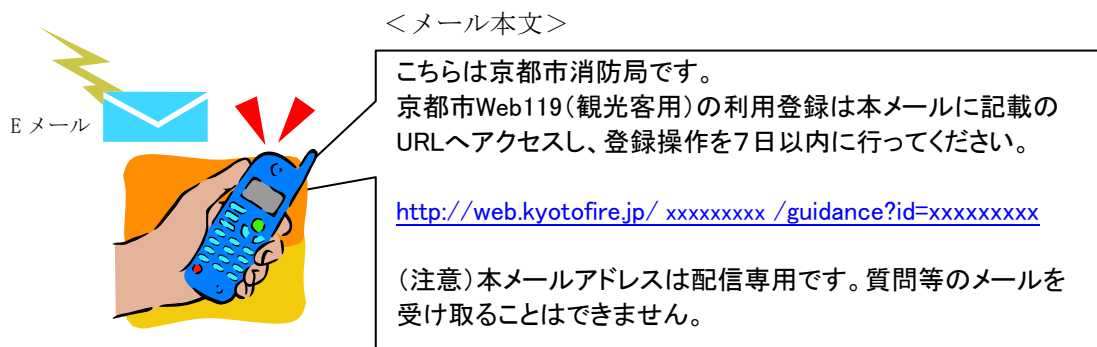 ＜メール本文＞
Eメール
こちらは京都市消防局です。
京都市Web119（観光客用）の利用登録は本メールに記載の
URLへアクセスし、登録操作を７日以内に行ってください。
http://web.kyotofire.jp/ xxxxxxxxx /guidance?id=xxxxxxxxx
（注意）本メールアドレスは配信専用です。質問等のメールを
受け取ることはできません。